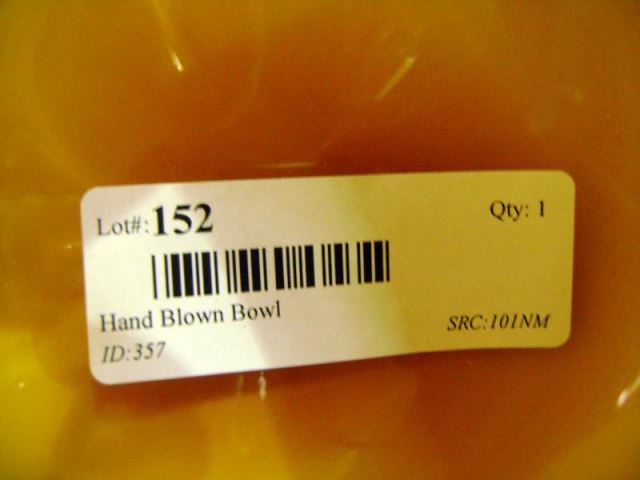 Lot#:152 Qty: 1
Hand Blown Bowl
ID:357 SRC:101NM